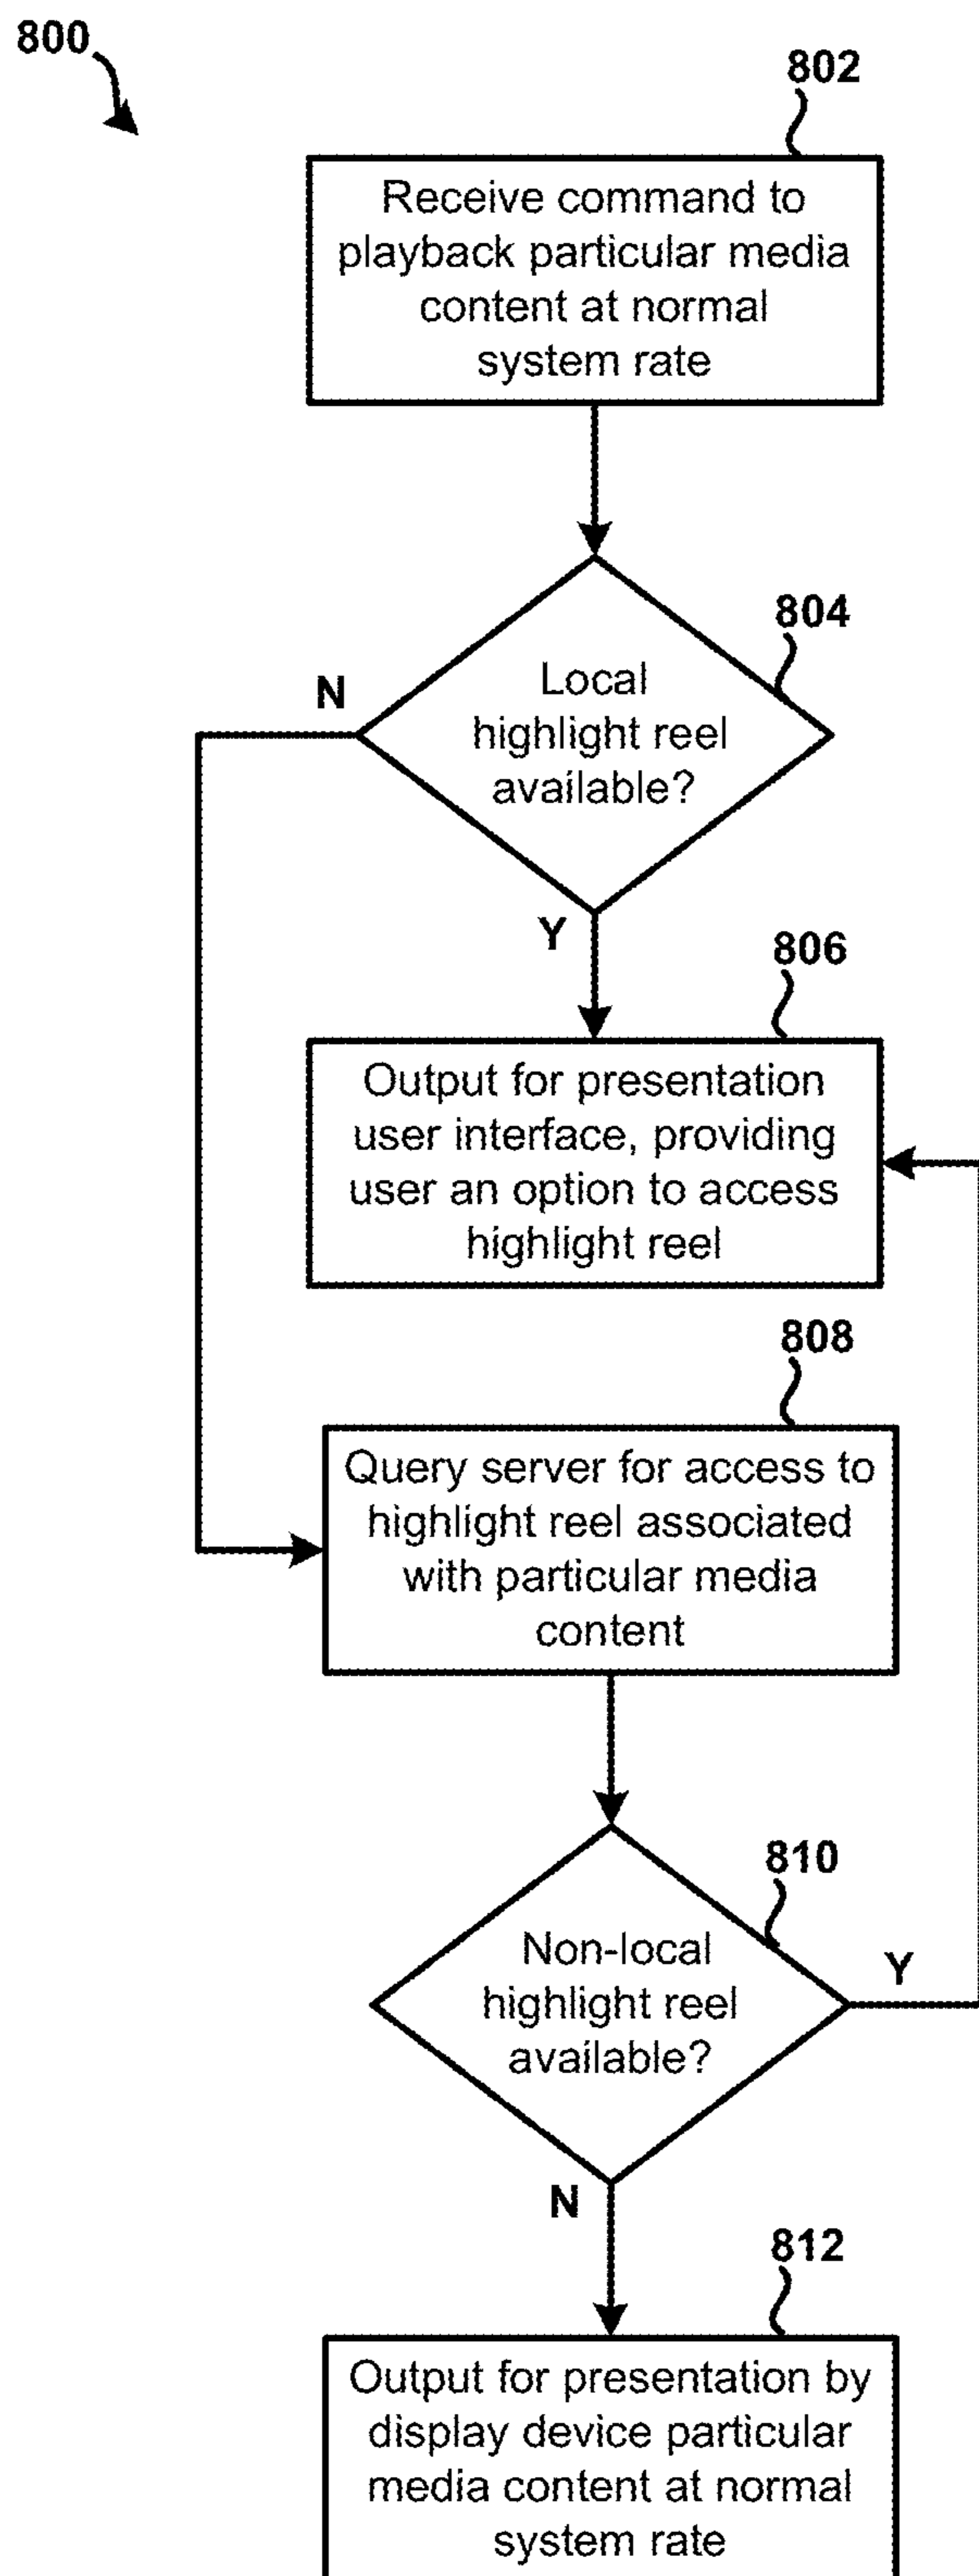 800
802
Receive command to
playback particular media
content at normal
system rate
804
N
Local
highlight reel
available?
Y
806
Output for presentation
user interface, providing
user an option to access
highlight reel
808
Query server for access to
highlight reel associated
with particular media
content
810
Non-local
highlight reel
available?
Y
N
812
Output for presentation by
display device particular
media content at normal
system rate